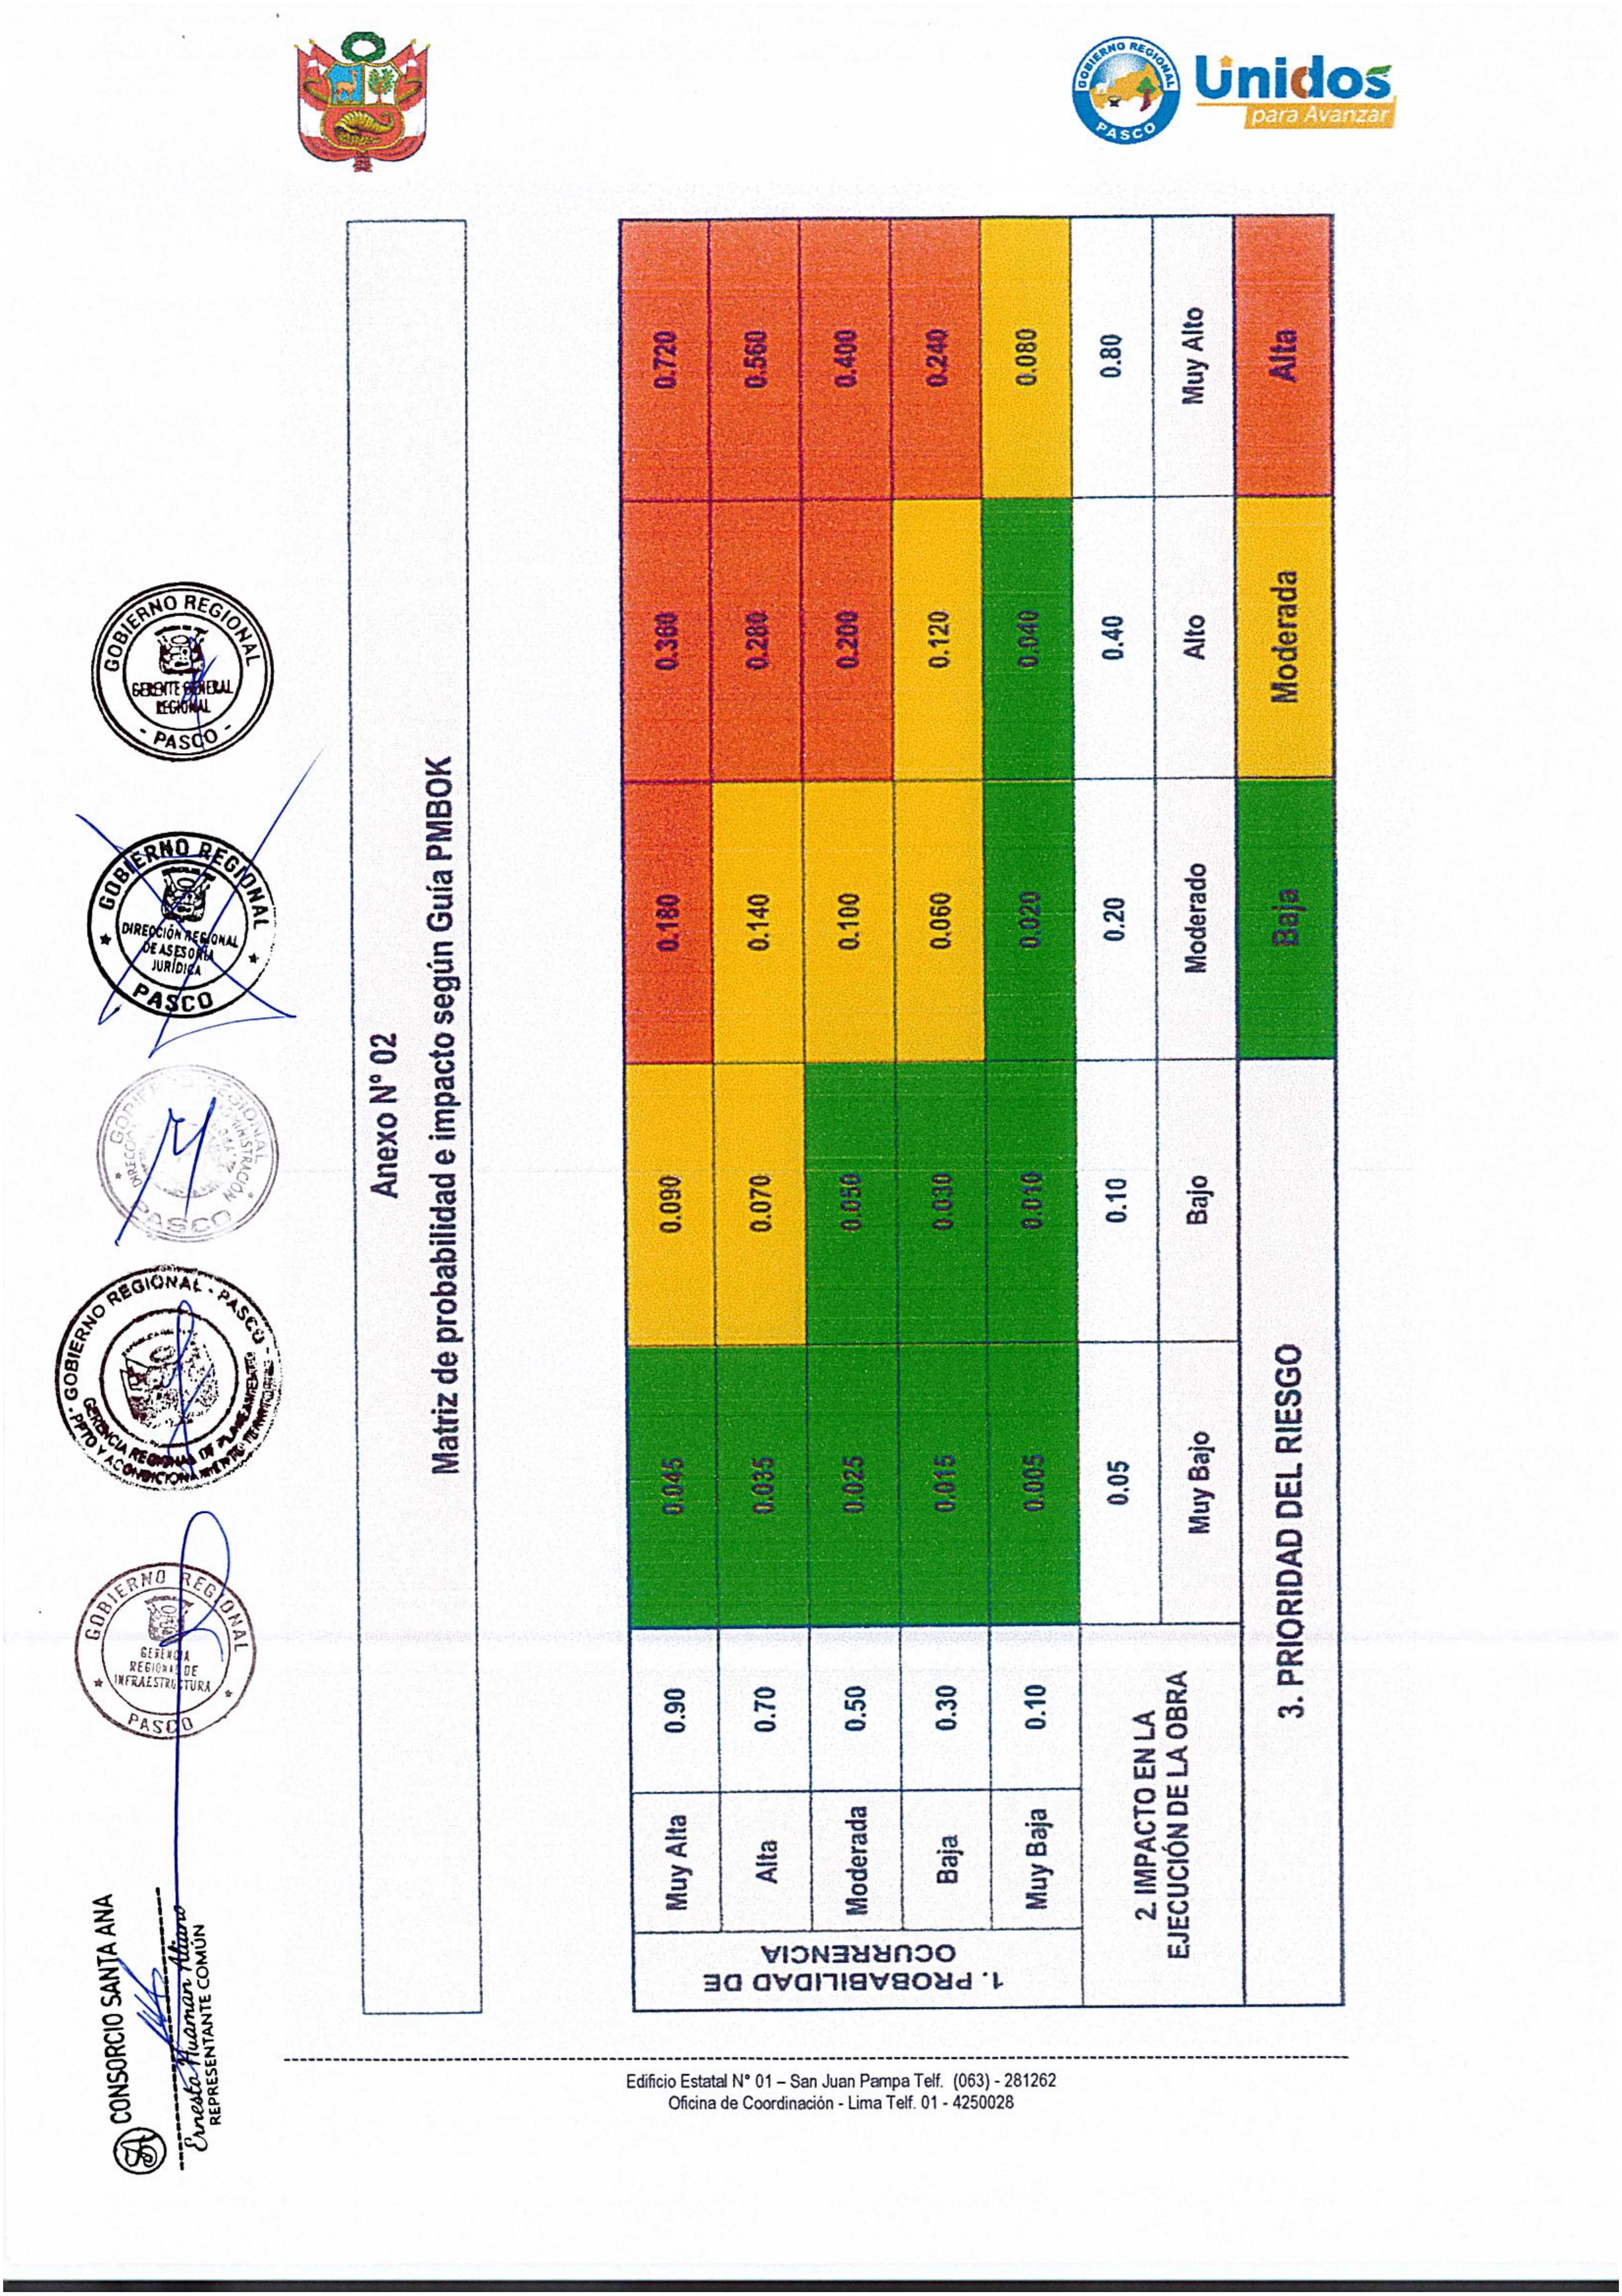 GOBIERNO REGIONAL
PASCO
Unidos
para Avanzar
CONSORCIO SANTA ANA
Ernesto Huamán Aliano
REPRESENTANTE COMÚN
GOBIERNO REGIONAL
GERENCIA
REGIONAL DE
INFRAESTRUCTURA
PASCO
GOBIERNO REGIONAL - PASCO
GERENCIA REGIONAL DE PLANEAMIENTO
PPTO Y ACONDICIONAMIENTO TERRITORIAL
GOBIERNO REGIONAL
PASCO
GOBIERNO REGIONAL
DIRECCIÓN REGIONAL
DE ASESORÍA
JURÍDICA
PASCO
GOBIERNO REGIONAL
GERENTE GENERAL
REGIONAL
- PASCO -
Anexo N° 02
Matriz de probabilidad e impacto según Guía PMBOK
1. PROBABILIDAD DE
OCURRENCIA
Muy Alta 0.90 0.045 0.090 0.180 0.360 0.720
Alta 0.70 0.035 0.070 0.140 0.280 0.560
Moderada 0.50 0.025 0.050 0.100 0.200 0.400
Baja 0.30 0.015 0.030 0.060 0.120 0.240
Muy Baja 0.10 0.005 0.010 0.020 0.040 0.080
2. IMPACTO EN LA
EJECUCIÓN DE LA OBRA
0.05 0.10 0.20 0.40 0.80
Muy Bajo Bajo Moderado Alto Muy Alto
3. PRIORIDAD DEL RIESGO Baja Moderada Alta
Edificio Estatal N° 01 – San Juan Pampa Telf. (063) - 281262
Oficina de Coordinación - Lima Telf. 01 - 4250028